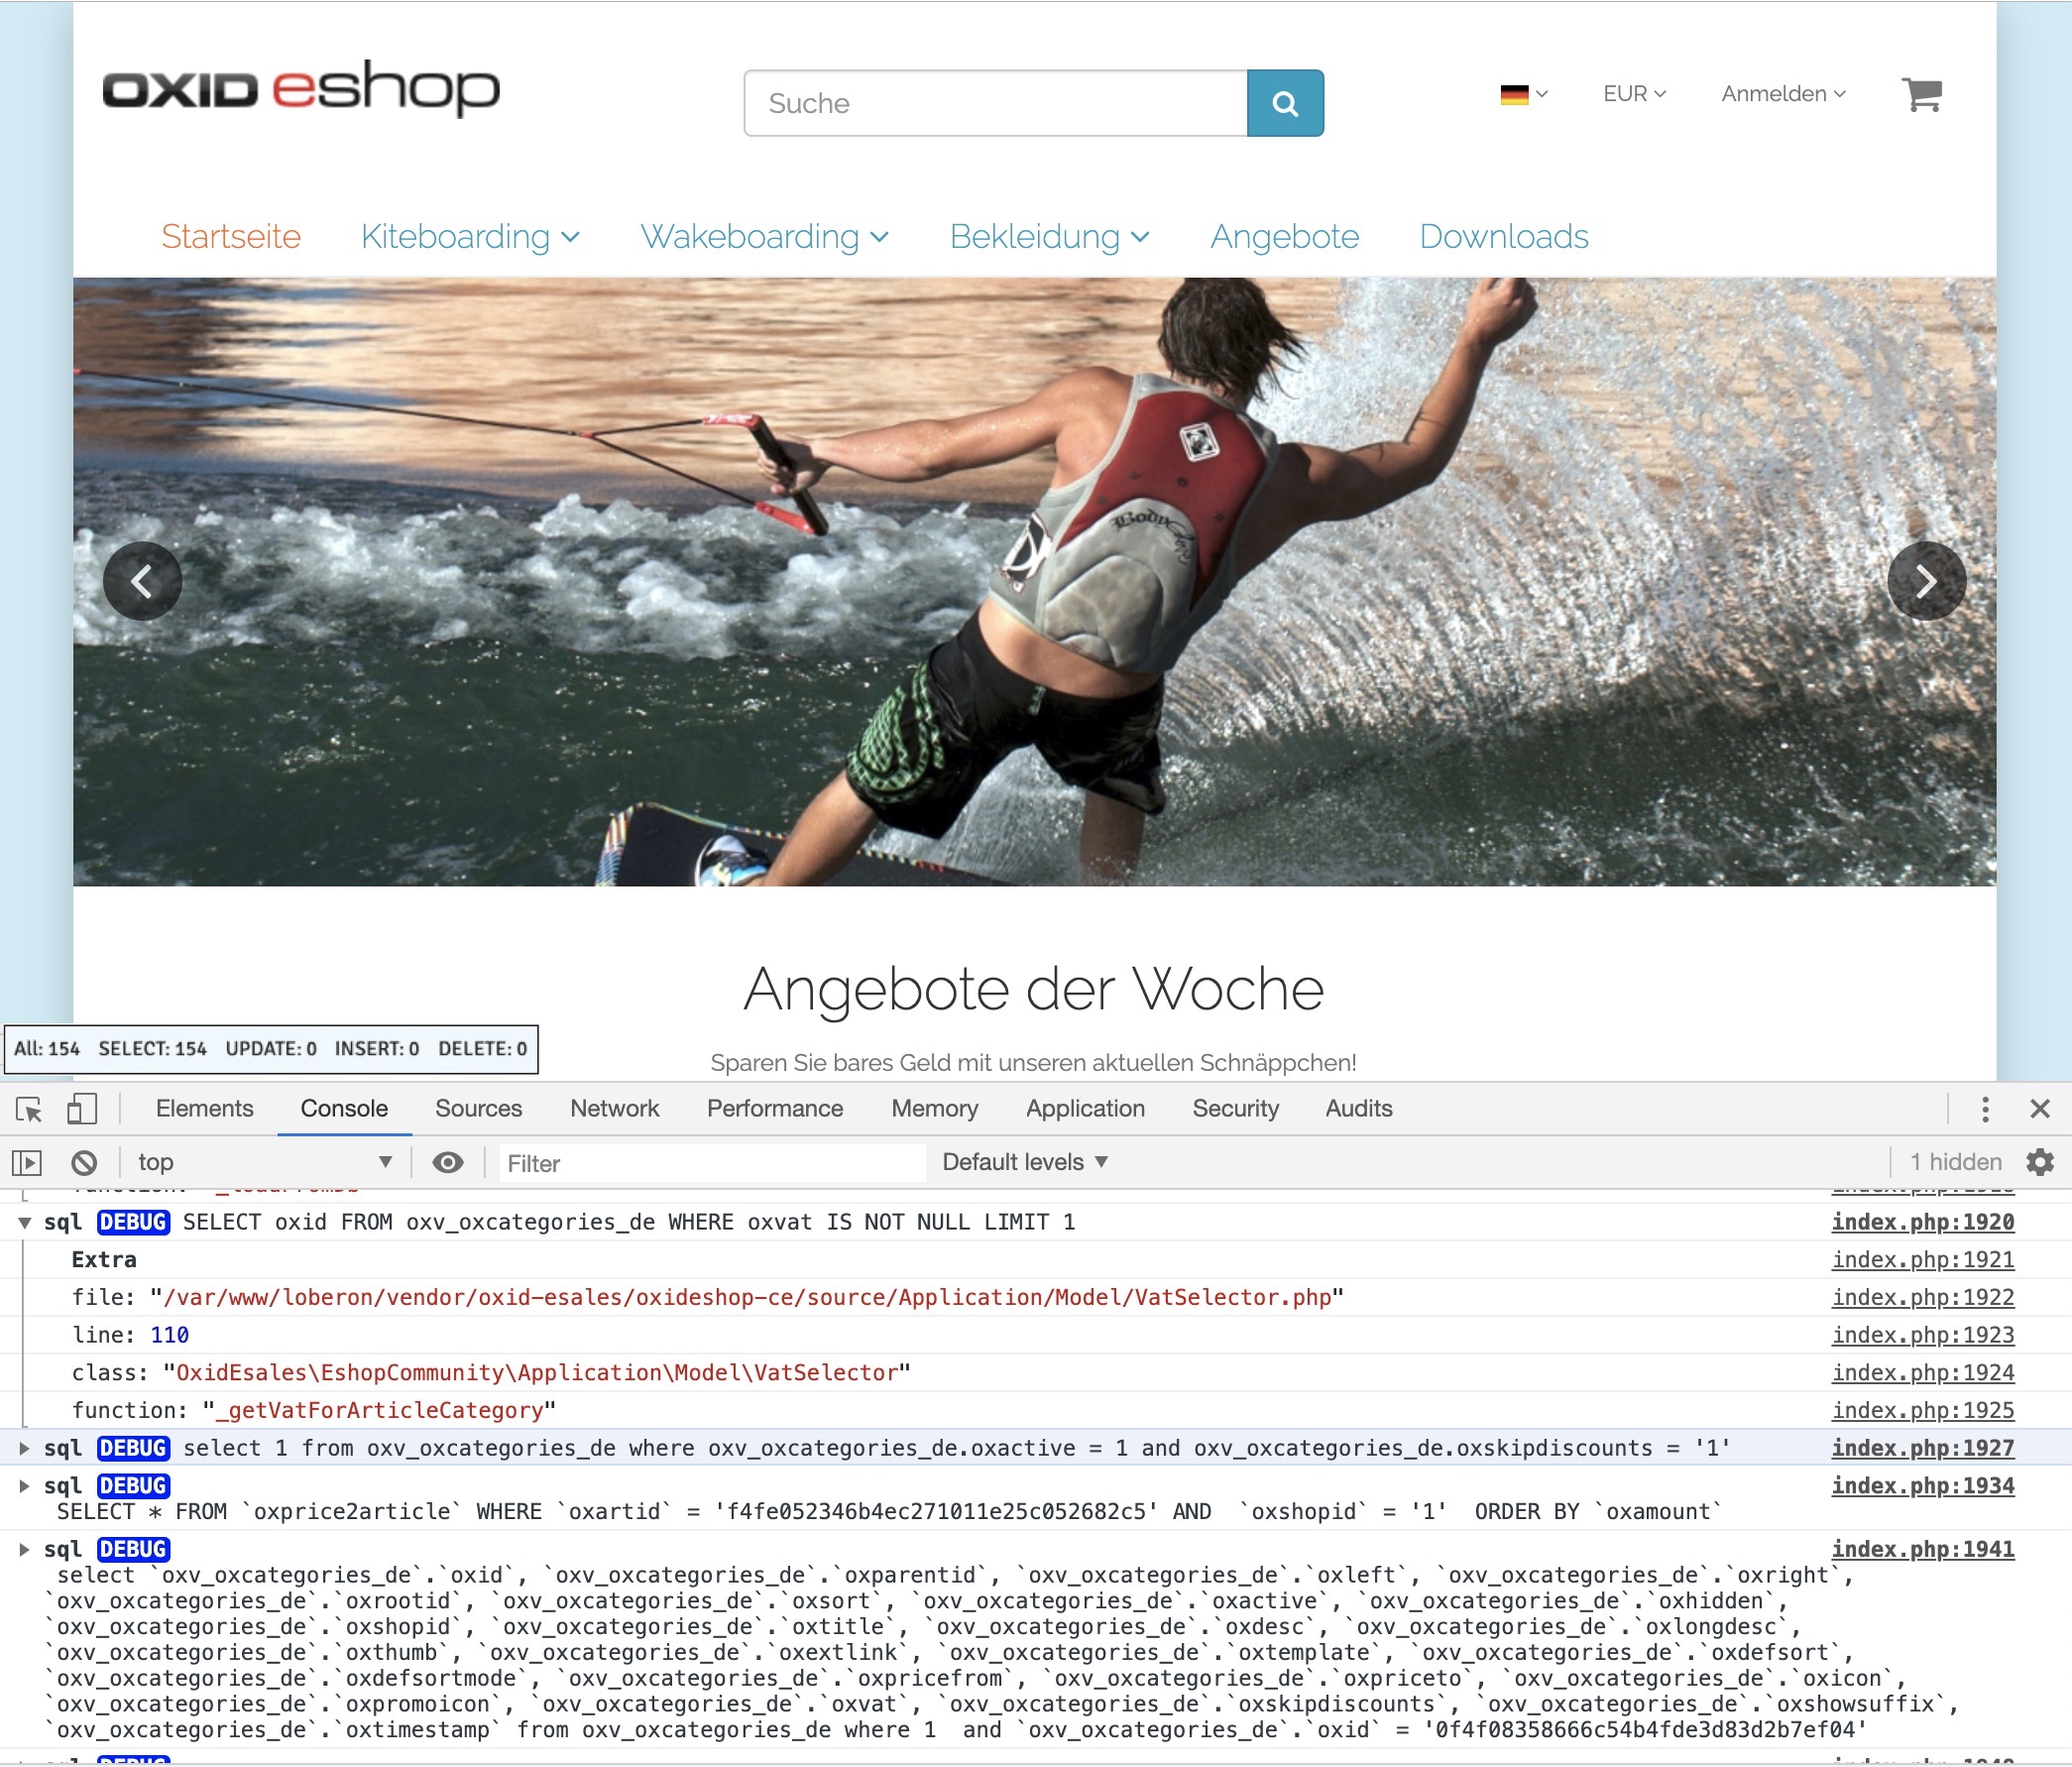 OXID eshop
Suche
EUR
Anmelden
Startseite Kiteboarding Wakeboarding Bekleidung Angebote Downloads
Body
Angebote der Woche
Sparen Sie bares Geld mit unseren aktuellen Schnäppchen!
All: 154 SELECT: 154 UPDATE: 0 INSERT: 0 DELETE: 0
Elements Console Sources Network Performance Memory Application Security Audits
top Filter Default levels 1 hidden
sql DEBUG SELECT oxid FROM oxv_oxcategories_de WHERE oxvat IS NOT NULL LIMIT 1 index.php:1920
Extra index.php:1921
file: "/var/www/loberon/vendor/oxid-esales/oxideshop-ce/source/Application/Model/VatSelector.php" index.php:1922
line: 110 index.php:1923
class: "OxidEsales\EshopCommunity\Application\Model\VatSelector" index.php:1924
function: "_getVatForArticleCategory" index.php:1925
sql DEBUG select 1 from oxv_oxcategories_de where oxv_oxcategories_de.oxactive = 1 and oxv_oxcategories_de.oxskipdiscounts = '1' index.php:1927
sql DEBUG index.php:1934
SELECT * FROM `oxprice2article` WHERE `oxartid` = 'f4fe052346b4ec271011e25c052682c5' AND  `oxshopid` = '1'  ORDER BY `oxamount`
sql DEBUG index.php:1941
select `oxv_oxcategories_de`.`oxid`, `oxv_oxcategories_de`.`oxparentid`, `oxv_oxcategories_de`.`oxleft`, `oxv_oxcategories_de`.`oxright`,
`oxv_oxcategories_de`.`oxrootid`, `oxv_oxcategories_de`.`oxsort`, `oxv_oxcategories_de`.`oxactive`, `oxv_oxcategories_de`.`oxhidden`,
`oxv_oxcategories_de`.`oxshopid`, `oxv_oxcategories_de`.`oxtitle`, `oxv_oxcategories_de`.`oxdesc`, `oxv_oxcategories_de`.`oxlongdesc`,
`oxv_oxcategories_de`.`oxthumb`, `oxv_oxcategories_de`.`oxextlink`, `oxv_oxcategories_de`.`oxtemplate`, `oxv_oxcategories_de`.`oxdefsort`,
`oxv_oxcategories_de`.`oxdefsortmode`, `oxv_oxcategories_de`.`oxpricefrom`, `oxv_oxcategories_de`.`oxpriceto`, `oxv_oxcategories_de`.`oxicon`,
`oxv_oxcategories_de`.`oxpromoicon`, `oxv_oxcategories_de`.`oxvat`, `oxv_oxcategories_de`.`oxskipdiscounts`, `oxv_oxcategories_de`.`oxshowsuffix`,
`oxv_oxcategories_de`.`oxtimestamp` from oxv_oxcategories_de where 1  and `oxv_oxcategories_de`.`oxid` = '0f4f08358666c54b4fde3d83d2b7ef04'